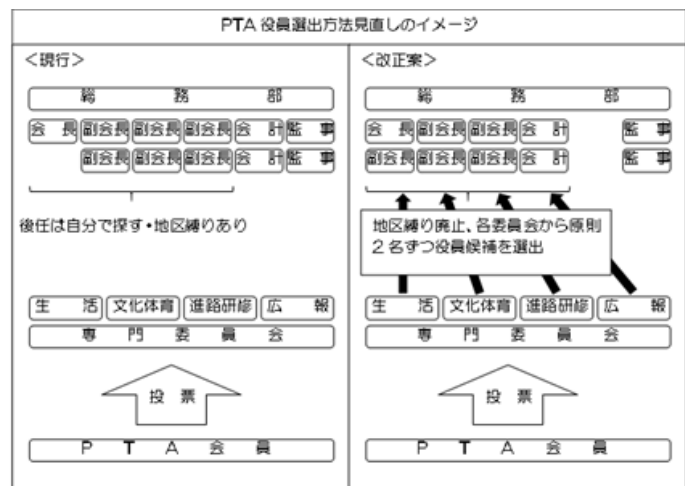 PTA 役員選出方法見直しのイメージ
＜現行＞
総務部
会長 副会長 副会長 副会長 会計 監事
副会長 副会長 副会長 会計 監事
後任は自分で探す・地区縛りあり
生活 文化体育 進路研修 広報
専門委員会
投票
PTA会員
＜改正案＞
総務部
会長 副会長 副会長 会計 監事
副会長 副会長 副会長 会計 監事
地区縛り廃止、各委員会から原則
２名ずつ役員候補を選出
生活 文化体育 進路研修 広報
専門委員会
投票
PTA会員